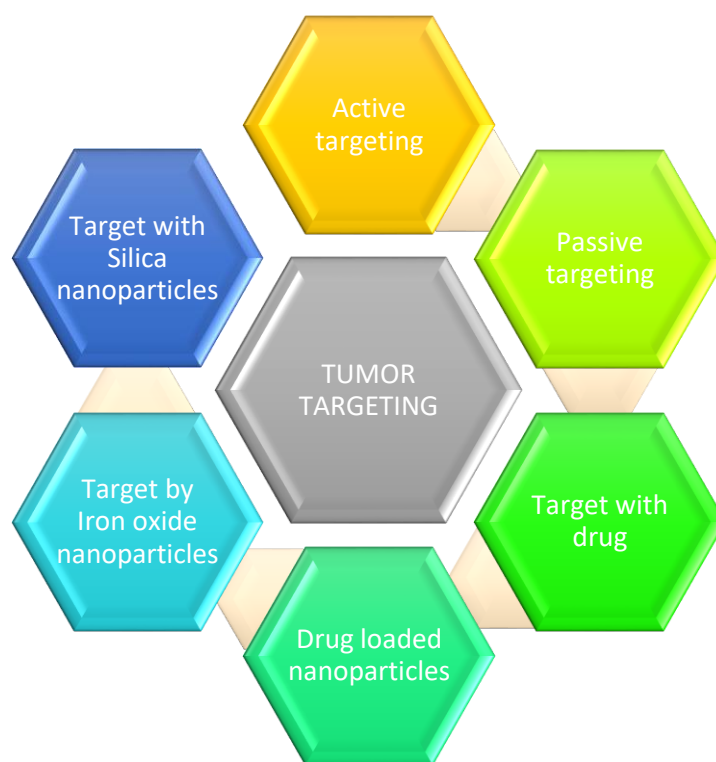 Active
targeting
Passive
targeting
Target with
drug
Drug loaded
nanoparticles
Target by
Iron oxide
nanoparticles
Target with
Silica
nanoparticles
TUMOR
TARGETING